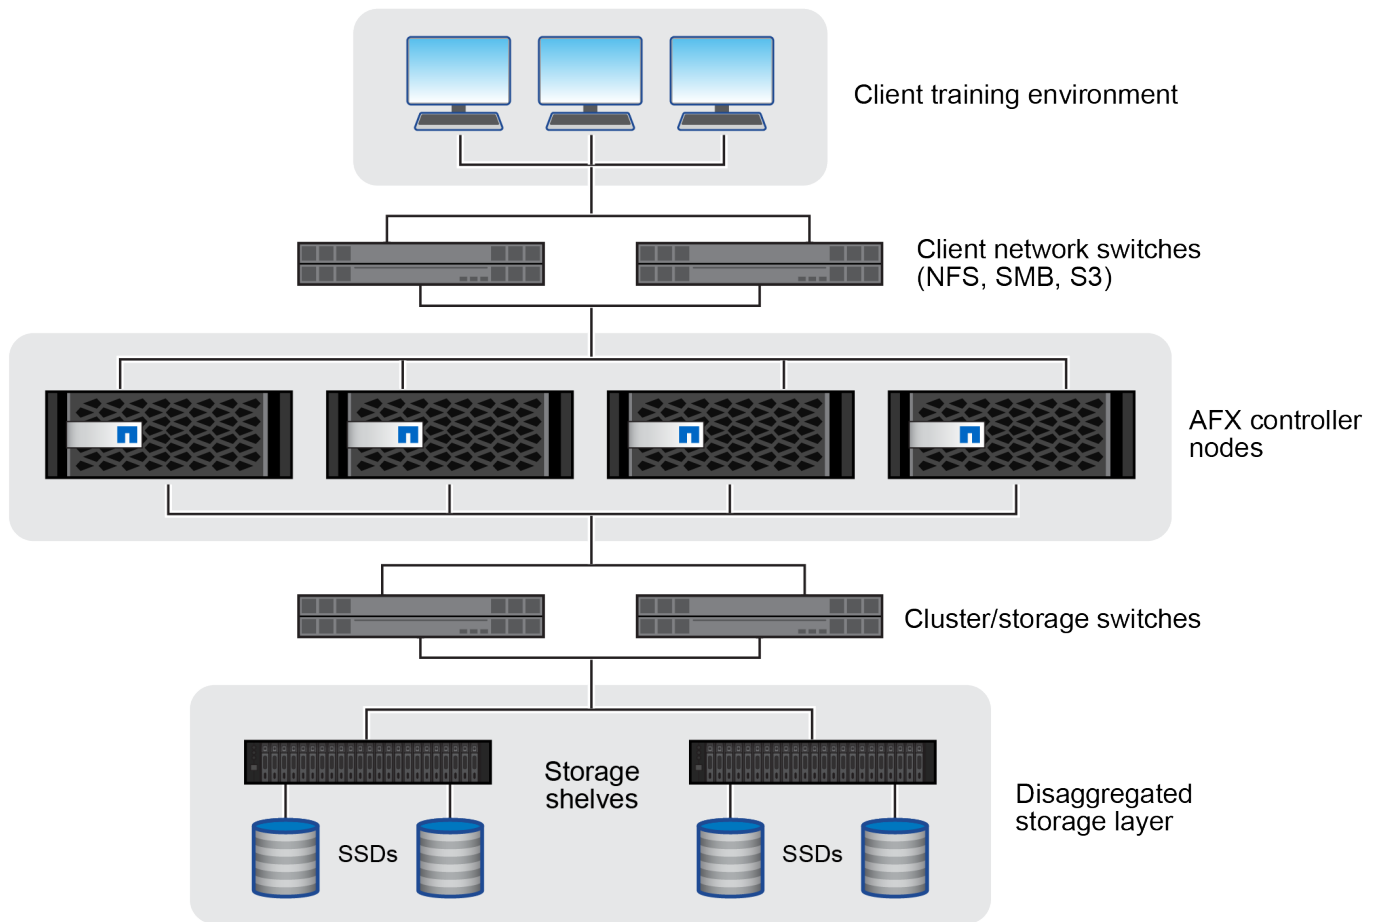 Client training environment
Client network switches
(NFS, SMB, S3)
AFX controller
nodes
Cluster/storage switches
Storage
shelves
Disaggregated
storage layer
SSDs
SSDs